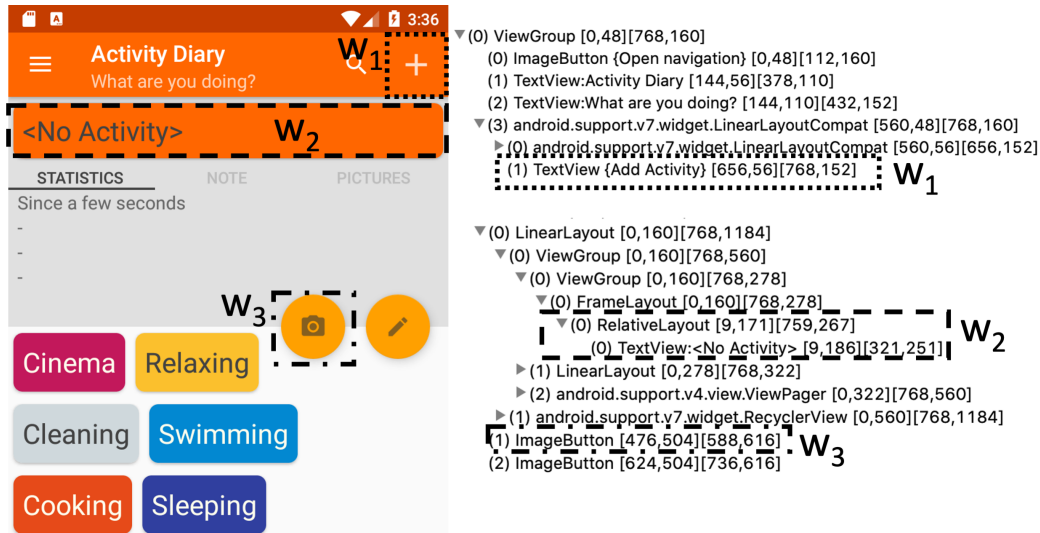 3:36
Activity Diary
What are you doing?
W1
<No Activity>
W2
STATISTICS NOTE PICTURES
Since a few seconds
-
-
-
W3
Cinema Relaxing
Cleaning Swimming
Cooking Sleeping
(0) ViewGroup [0,48][768,160]
(0) ImageButton {Open navigation} [0,48][112,160]
(1) TextView:Activity Diary [144,56][378,110]
(2) TextView:What are you doing? [144,110][432,152]
(3) android.support.v7.widget.LinearLayoutCompat [560,48][768,160]
(0) android.support.v7.widget.LinearLayoutCompat [560,56][656,152]
(1) TextView {Add Activity} [656,56][768,152]
W1
(0) LinearLayout [0,160][768,1184]
(0) ViewGroup [0,160][768,560]
(0) ViewGroup [0,160][768,278]
(0) FrameLayout [0,160][768,278]
(0) RelativeLayout [9,171][759,267]
(0) TextView:<No Activity> [9,186][321,251]
W2
(1) LinearLayout [0,278][768,322]
(2) android.support.v4.view.ViewPager [0,322][768,560]
(1) android.support.v7.widget.RecyclerView [0,560][768,1184]
(1) ImageButton [476,504][588,616]
W3
(2) ImageButton [624,504][736,616]